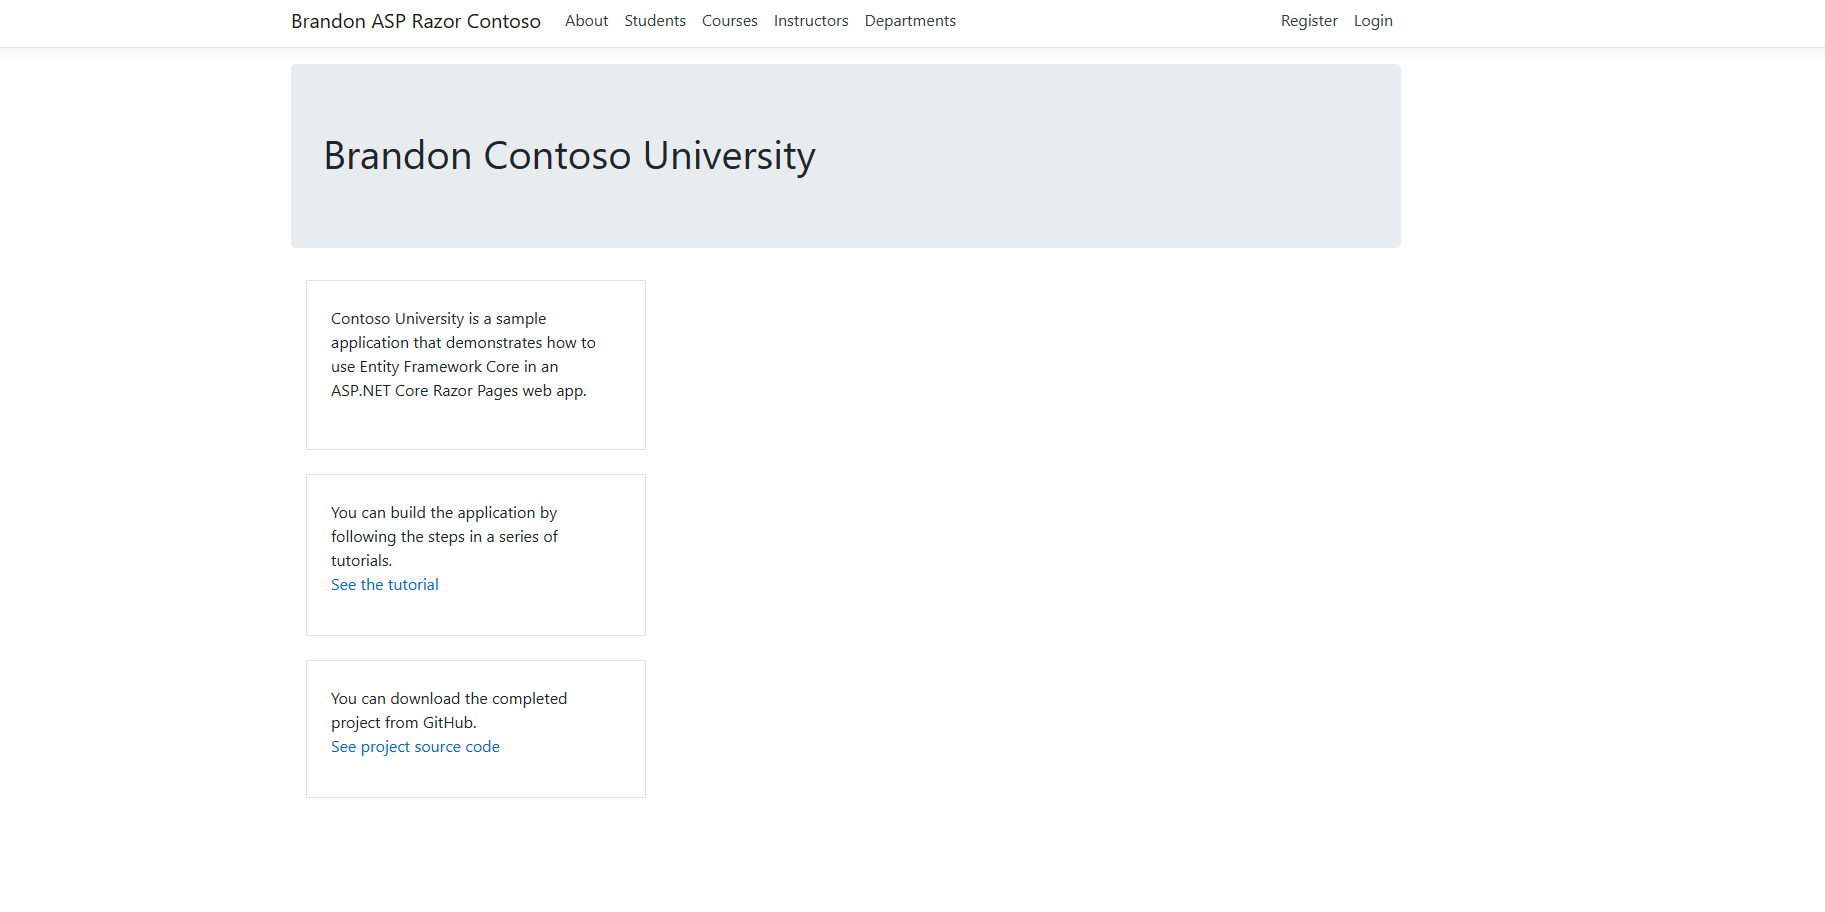 Brandon ASP Razor Contoso About Students Courses Instructors Departments Register Login
Brandon Contoso University
Contoso University is a sample
application that demonstrates how to
use Entity Framework Core in an
ASP.NET Core Razor Pages web app.
You can build the application by
following the steps in a series of
tutorials.
See the tutorial
You can download the completed
project from GitHub.
See project source code